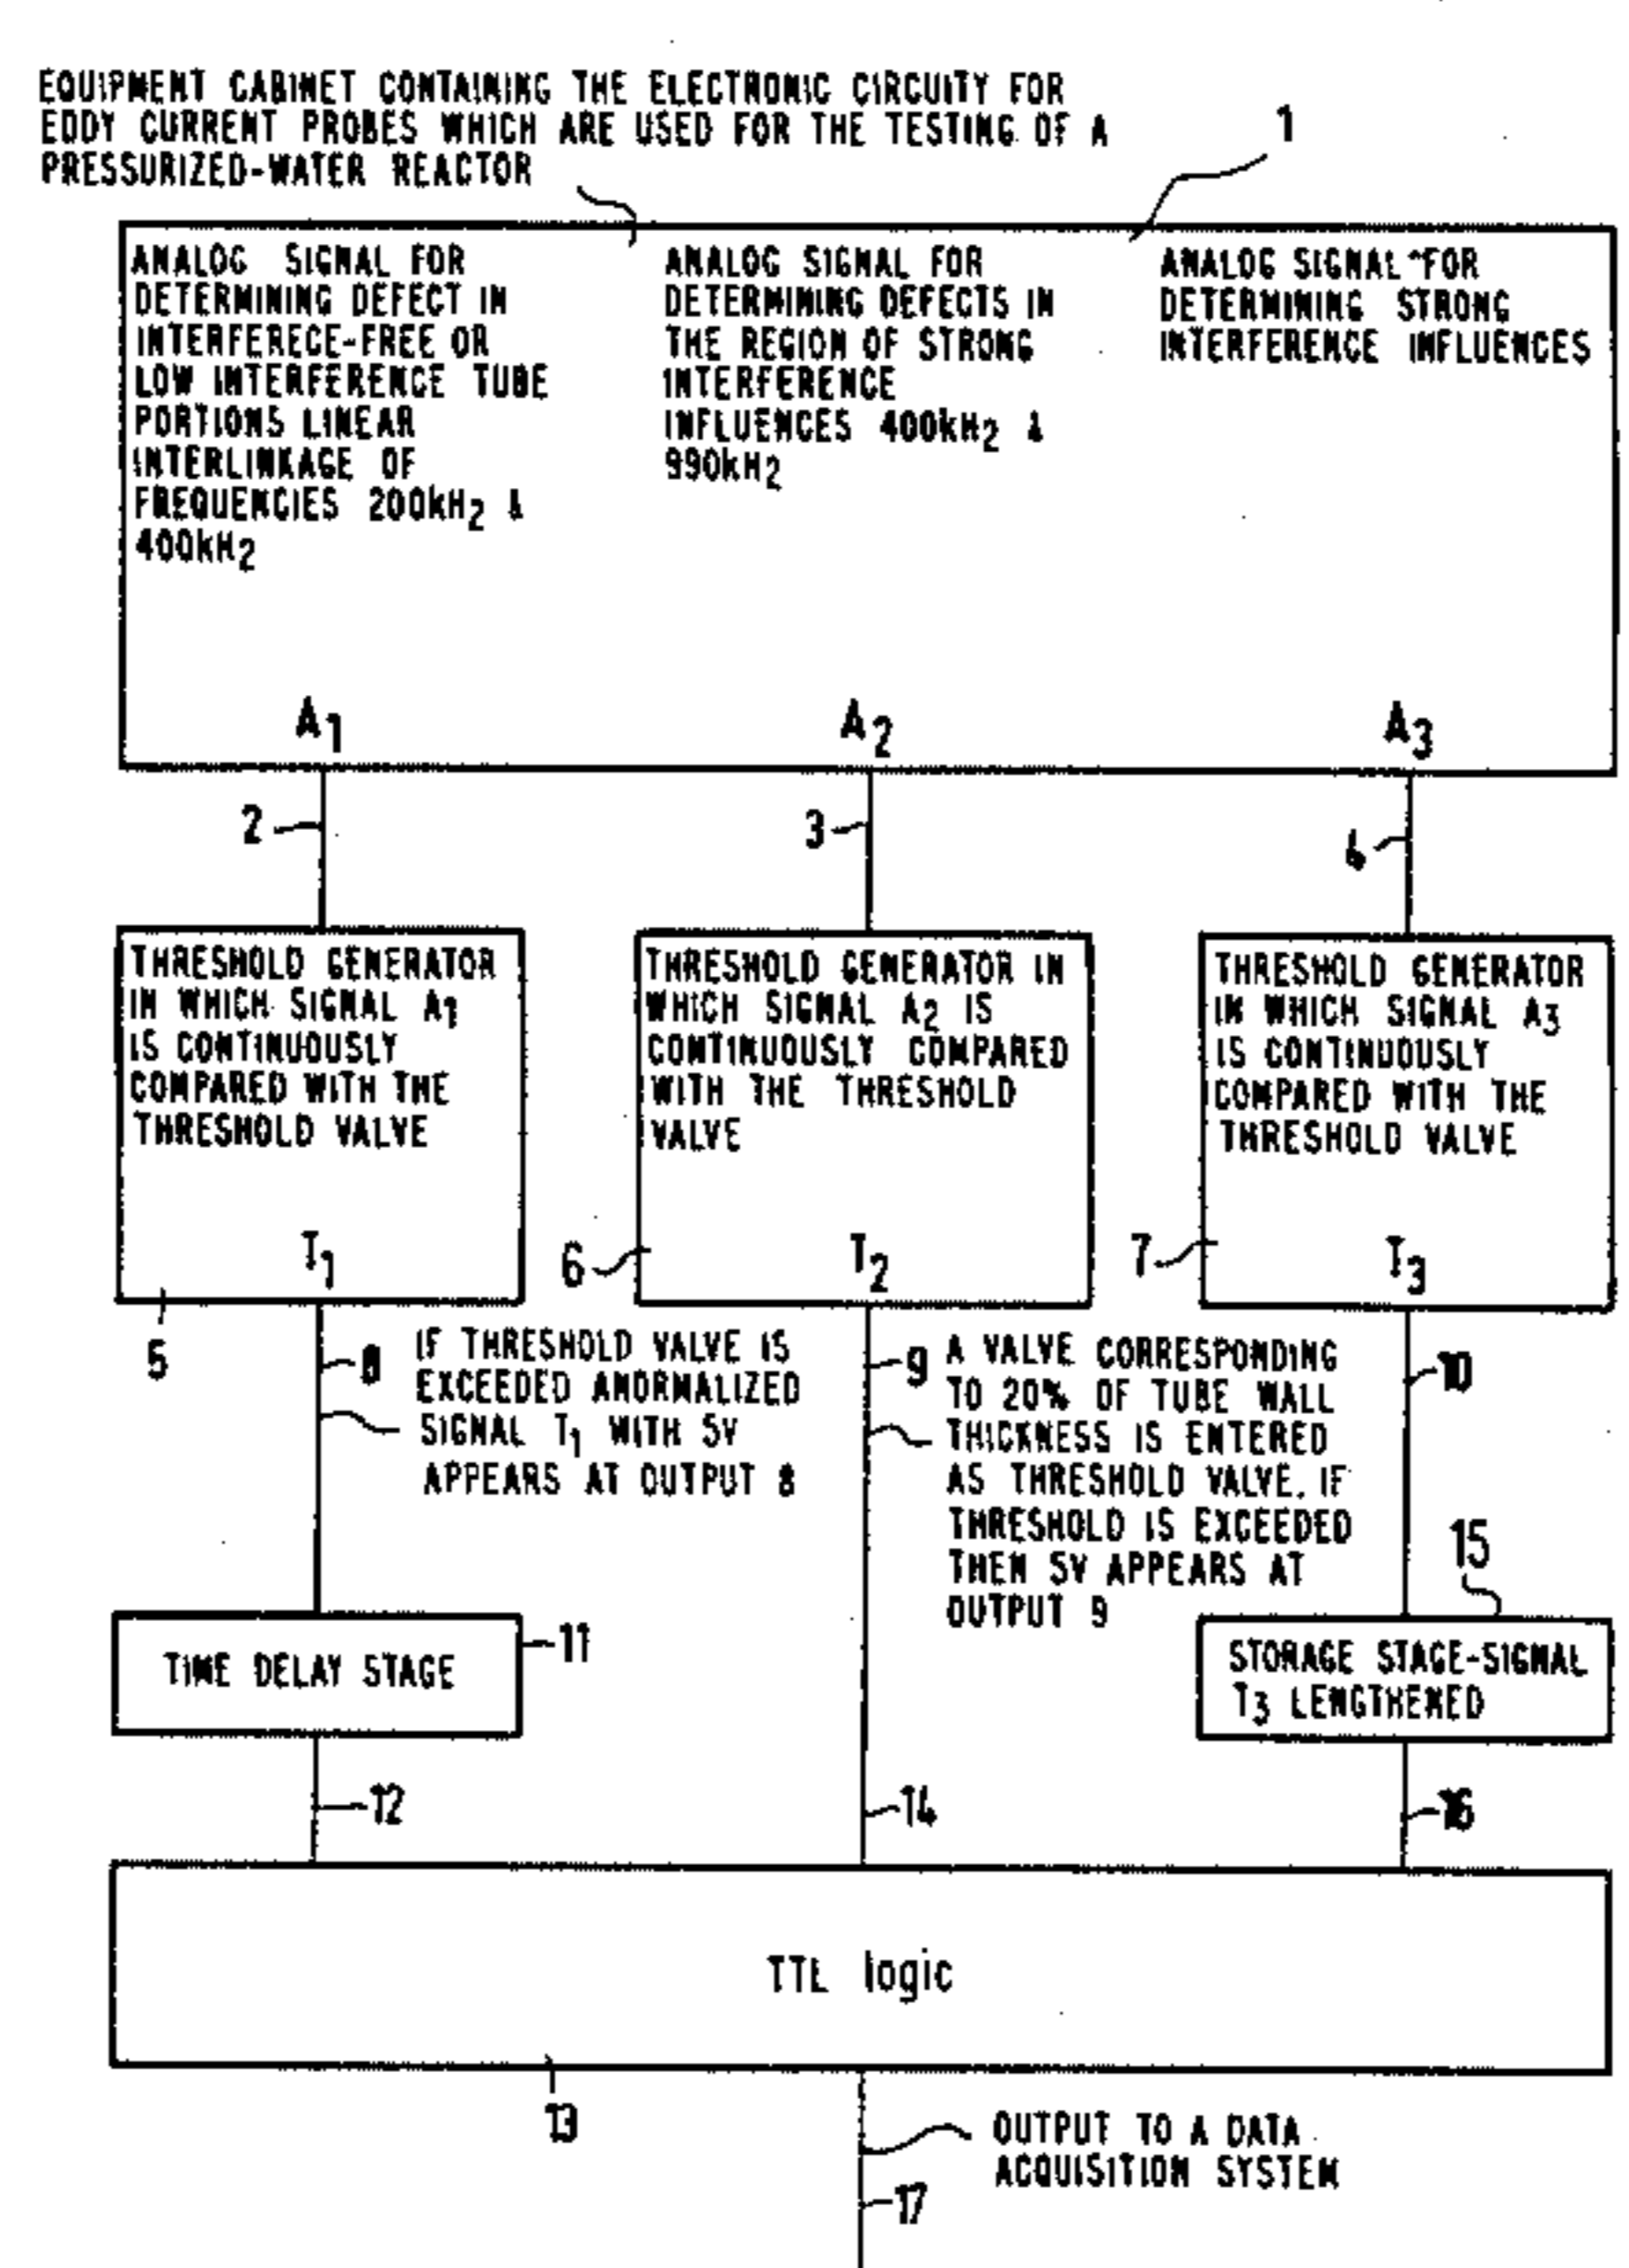 EQUIPMENT CABINET CONTAINING THE ELECTRONIC CIRCUITY FOR
EDDY CURRENT PROBES WHICH ARE USED FOR THE TESTING OF A
PRESSURIZED-WATER REACTOR
1
ANALOG SIGNAL FOR
DETERMINING DEFECT IN
INTERFEREGE-FREE OR
LOW INTERFERENCE TUBE
PORTIONS LINEAR
INTERLINKAGE OF
FREQUENCIES 200kH2 &
400kH2
ANALOG SIGNAL FOR
DETERMINING DEFECTS IN
THE REGION OF STRONG
INTERFERENCE
INFLUENCES 400kH2 &
990kH2
ANALOG SIGNAL FOR
DETERMINING STRONG
INTERFERENCE INFLUENCES
A1
A2
A3
2
3
4
THRESHOLD GENERATOR
IN WHICH SIGNAL A1
IS CONTINUOUSLY
COMPARED WITH THE
THRESHOLD VALVE
T1
5
THRESHOLD GENERATOR IN
WHICH SIGNAL A2 IS
CONTINUOUSLY COMPARED
WITH THE THRESHOLD
VALVE
T2
6
THRESHOLD GENERATOR
IN WHICH SIGNAL A3
IS CONTINUOUSLY
COMPARED WITH THE
THRESHOLD VALVE
T3
7
8
IF THRESHOLD VALVE IS
EXCEEDED ANORMALIZED
SIGNAL T1 WITH 5V
APPEARS AT OUTPUT 8
9
A VALVE CORRESPONDING
TO 20% OF TUBE WALL
THICKNESS IS ENTERED
AS THRESHOLD VALVE. IF
THRESHOLD IS EXCEEDED
THEN 5V APPEARS AT
OUTPUT 9
10
TIME DELAY STAGE
11
15
STORAGE STAGE-SIGNAL
T3 LENGTHENED
12
14
16
TTL logic
13
OUTPUT TO A DATA
ACQUISITION SYSTEM
17